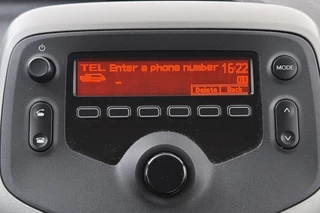 TEL Enter a phone number 16:22
Delete Back
MODE